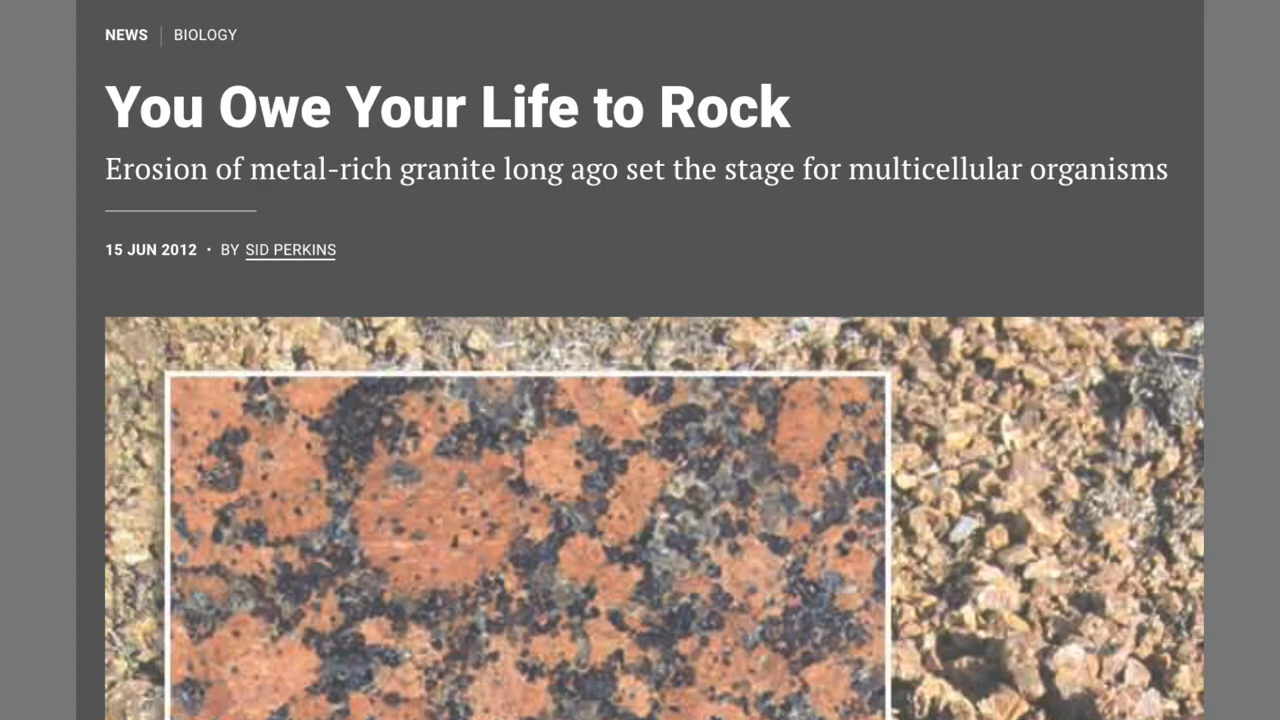 NEWS | BIOLOGY
You Owe Your Life to Rock
Erosion of metal-rich granite long ago set the stage for multicellular organisms
15 JUN 2012 • BY SID PERKINS